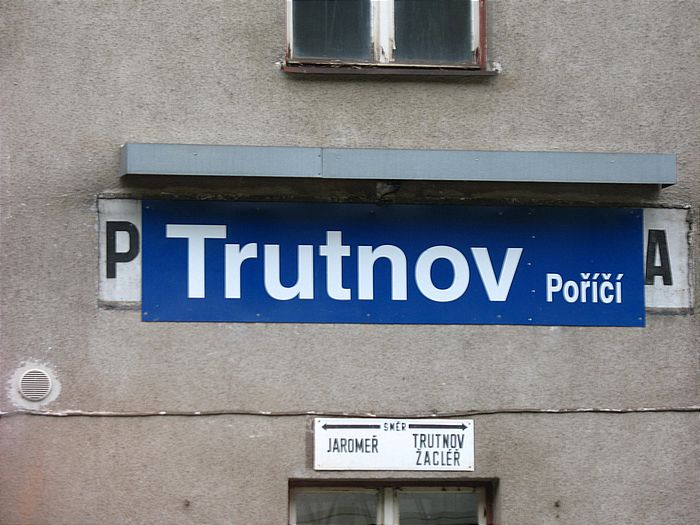 P Trutnov Poříčí A
SMĚR
JAROMĚŘ TRUTNOV
ŽACLÉŘ